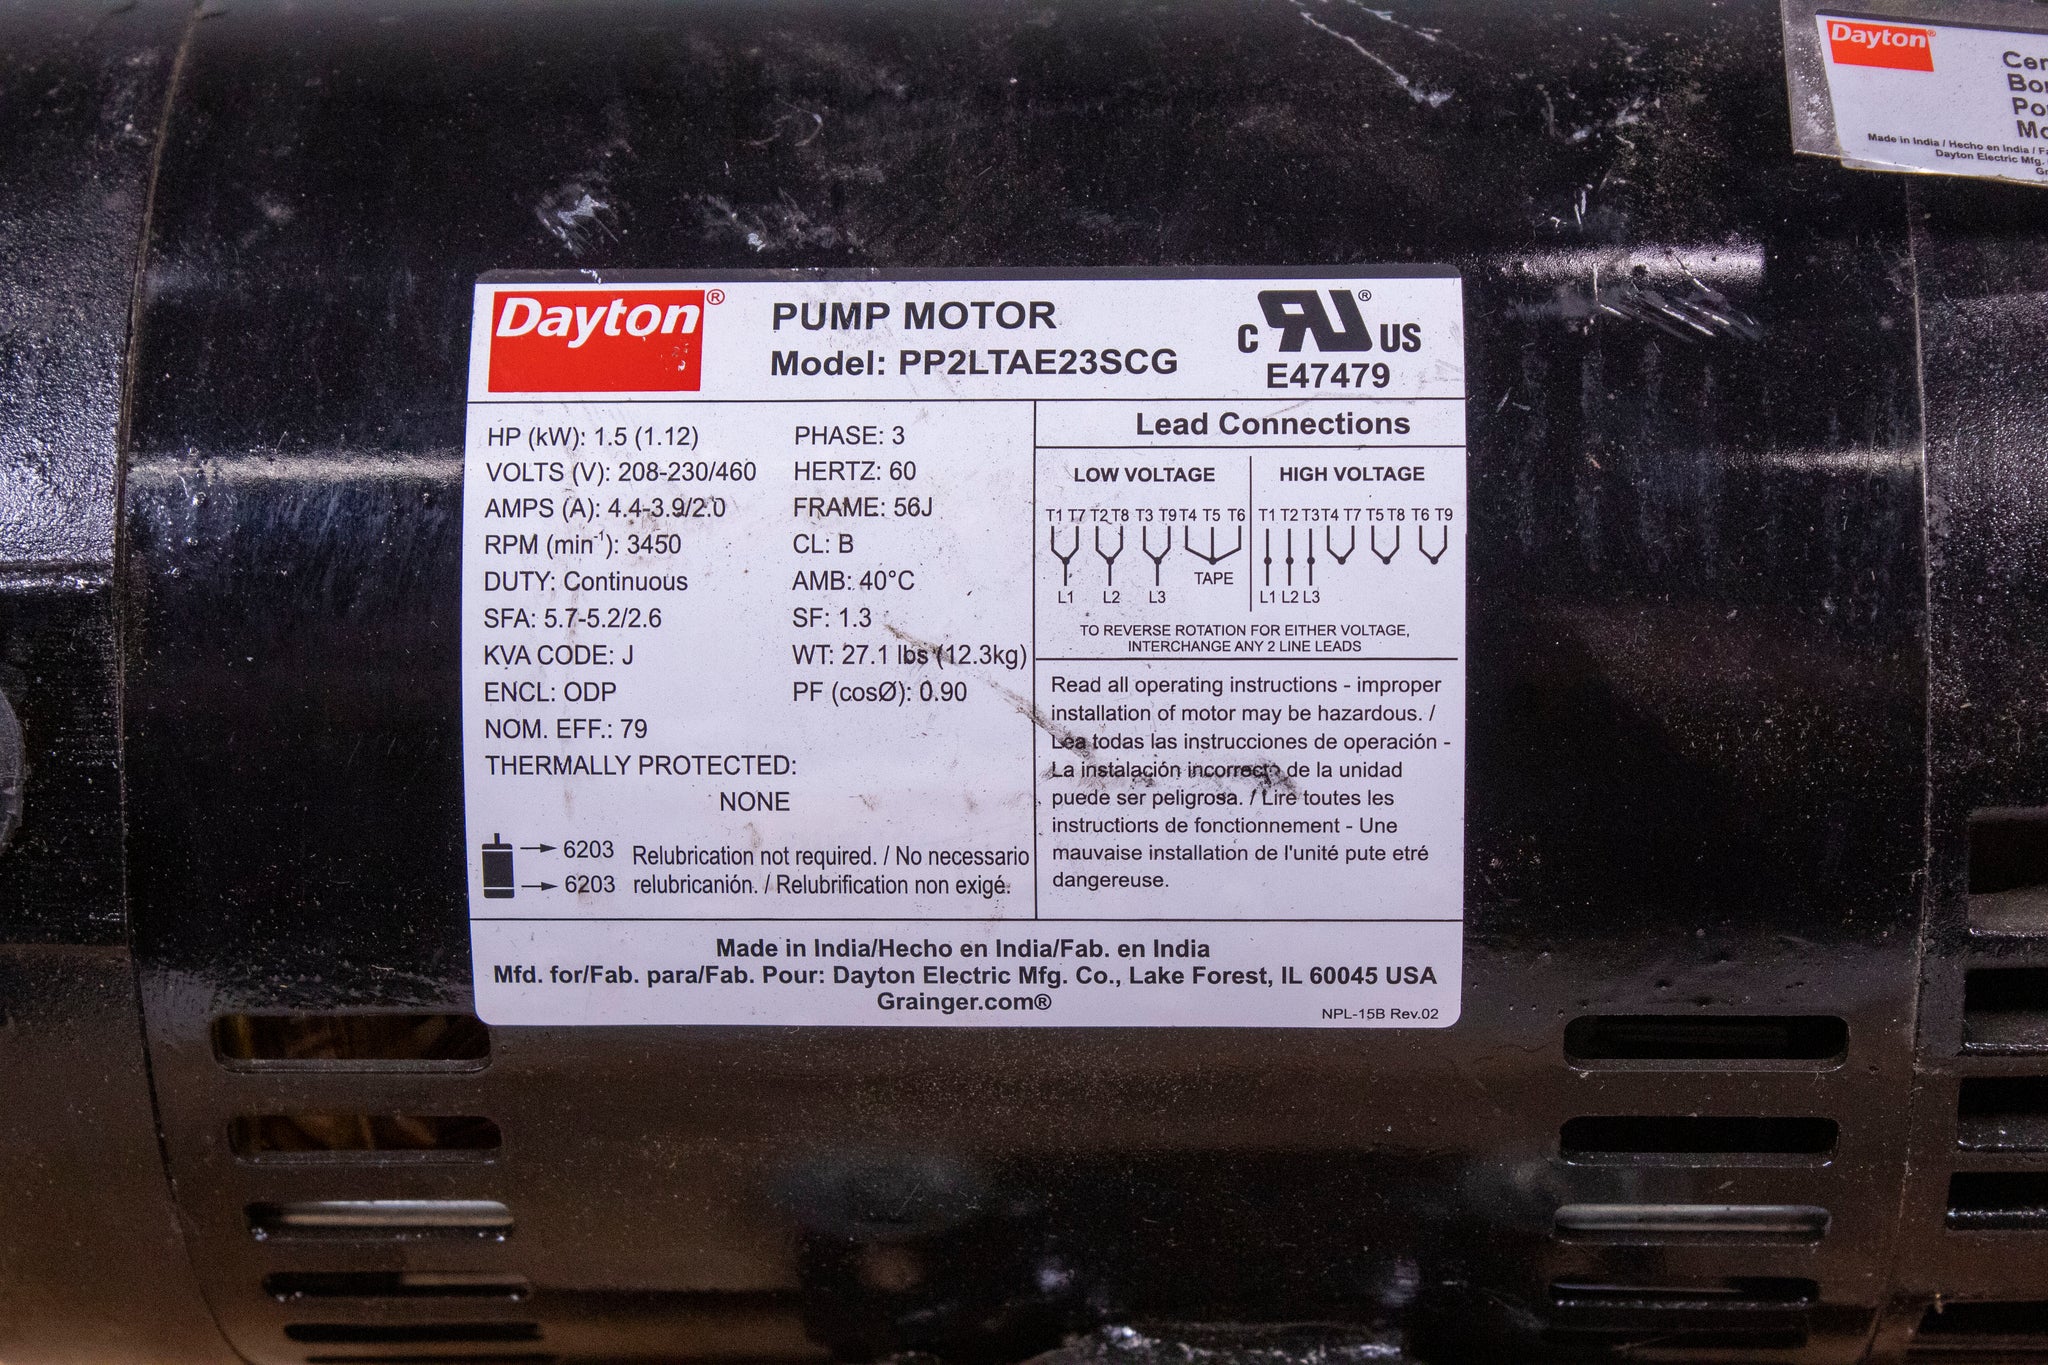 Dayton®
Made in India / Hecho en India /
Dayton Electric Mfg.
Dayton® PUMP MOTOR
Model: PP2LTAE23SCG
c RU® US
E47479
HP (kW): 1.5 (1.12) PHASE: 3
VOLTS (V): 208-230/460 HERTZ: 60
AMPS (A): 4.4-3.9/2.0 FRAME: 56J
RPM (min⁻¹): 3450 CL: B
DUTY: Continuous AMB: 40°C
SFA: 5.7-5.2/2.6 SF: 1.3
KVA CODE: J WT: 27.1 lbs (12.3kg)
ENCL: ODP PF (cosØ): 0.90
NOM. EFF.: 79
THERMALLY PROTECTED:
NONE
6203 Relubrication not required. / No necessario
6203 relubricanión. / Relubrification non exigé.
Lead Connections
LOW VOLTAGE HIGH VOLTAGE
T1 T7 T2 T8 T3 T9 T4 T5 T6 T1 T2 T3 T4 T7 T5 T8 T6 T9
TAPE
L1 L2 L3 L1 L2 L3
TO REVERSE ROTATION FOR EITHER VOLTAGE,
INTERCHANGE ANY 2 LINE LEADS
Read all operating instructions - improper
installation of motor may be hazardous. /
Lea todas las instrucciones de operación -
La instalación incorrecto de la unidad
puede ser peligrosa. / Lire toutes les
instructions de fonctionnement - Une
mauvaise installation de l'unité pute etré
dangereuse.
Made in India/Hecho en India/Fab. en India
Mfd. for/Fab. para/Fab. Pour: Dayton Electric Mfg. Co., Lake Forest, IL 60045 USA
Grainger.com®
NPL-15B Rev.02